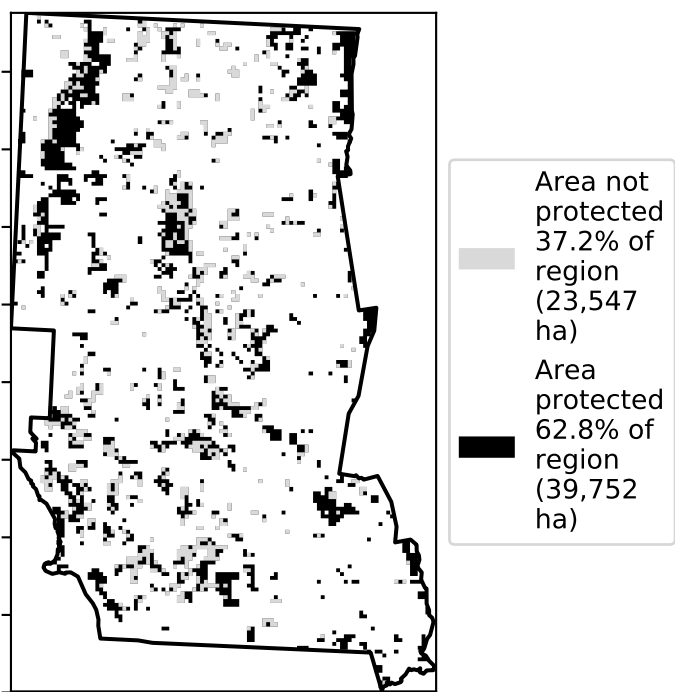 Area not
protected
37.2% of
region
(23,547
ha)
Area
protected
62.8% of
region
(39,752
ha)